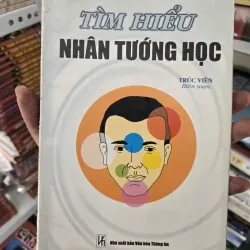 TÌM HIỂU
NHÂN TƯỚNG HỌC
TRÚC VIÊN
Biên soạn
Nhà xuất bản Văn hóa Thông tin